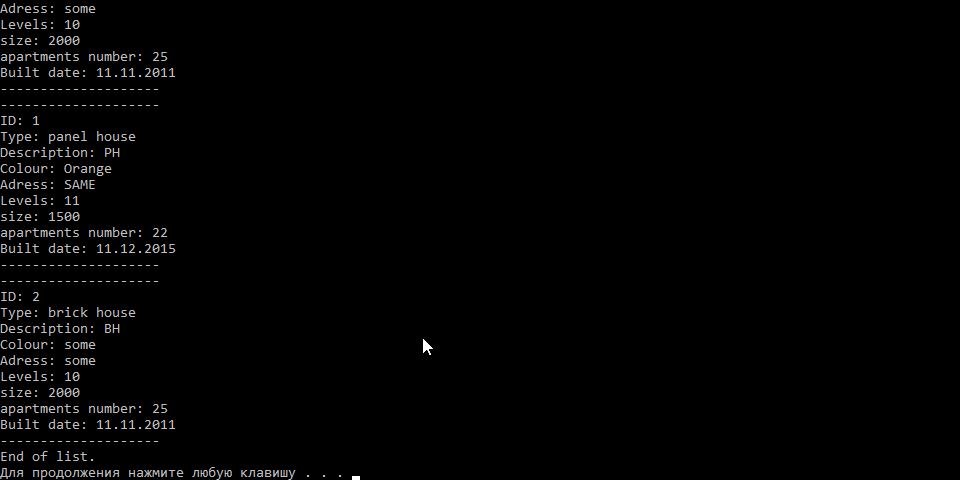 Adress: some
Levels: 10
size: 2000
apartments number: 25
Built date: 11.11.2011
--------------------
--------------------
ID: 1
Type: panel house
Description: PH
Colour: Orange
Adress: SAME
Levels: 11
size: 1500
apartments number: 22
Built date: 11.12.2015
--------------------
--------------------
ID: 2
Type: brick house
Description: BH
Colour: some
Adress: some
Levels: 10
size: 2000
apartments number: 25
Built date: 11.11.2011
--------------------
End of list.
Для продолжения нажмите любую клавишу . . .